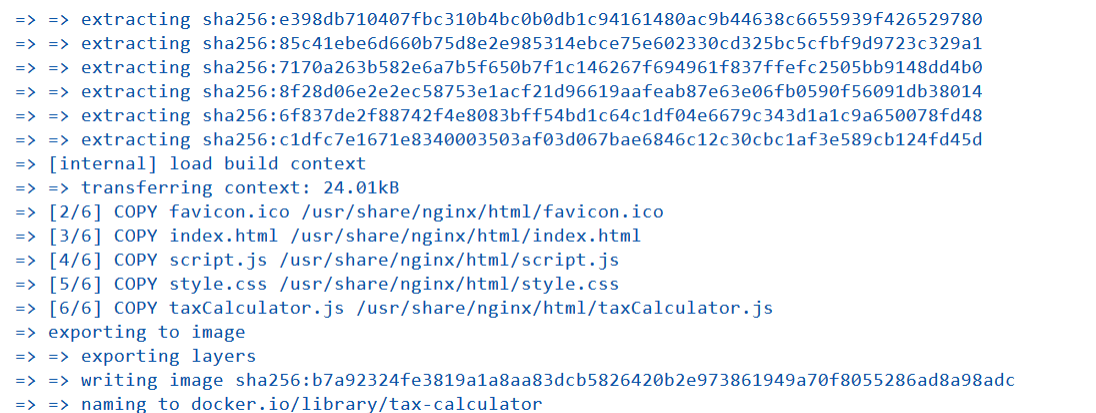 => => extracting sha256:e398db710407fbc310b4bc0b0db1c94161480ac9b44638c6655939f426529780
=> => extracting sha256:85c41ebe6d660b75d8e2e985314ebce75e602330cd325bc5cfbf9d9723c329a1
=> => extracting sha256:7170a263b582e6a7b5f650b7f1c146267f694961f837ffefc2505bb9148dd4b0
=> => extracting sha256:8f28d06e2e2ec58753e1acf21d96619aafeab87e63e06fb0590f56091db38014
=> => extracting sha256:6f837de2f88742f4e8083bff54bd1c64c1df04e6679c343d1a1c9a650078fd48
=> => extracting sha256:c1dfc7e1671e8340003503af03d067bae6846c12c30cbc1af3e589cb124fd45d
=> [internal] load build context
=> => transferring context: 24.01kB
=> [2/6] COPY favicon.ico /usr/share/nginx/html/favicon.ico
=> [3/6] COPY index.html /usr/share/nginx/html/index.html
=> [4/6] COPY script.js /usr/share/nginx/html/script.js
=> [5/6] COPY style.css /usr/share/nginx/html/style.css
=> [6/6] COPY taxCalculator.js /usr/share/nginx/html/taxCalculator.js
=> exporting to image
=> => exporting layers
=> => writing image sha256:b7a92324fe3819a1a8aa83dcb5826420b2e973861949a70f8055286ad8a98adc
=> => naming to docker.io/library/tax-calculator